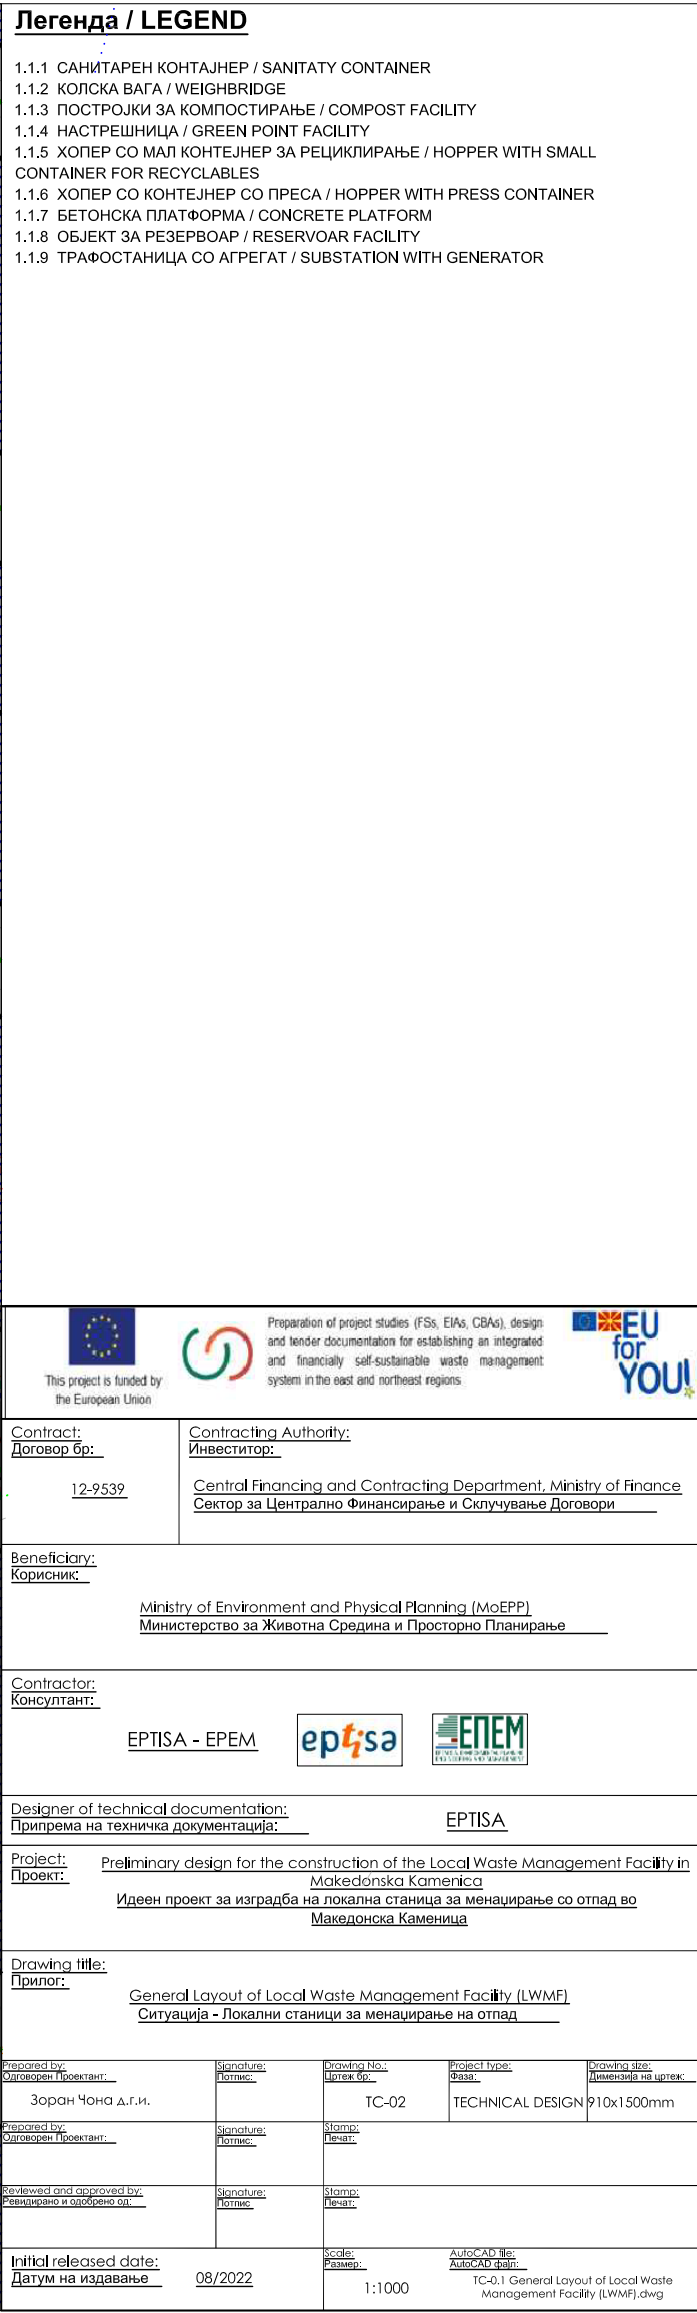 Легенда / LEGEND
1.1.1 САНИТАРЕН КОНТАЈНЕР / SANITATY CONTAINER
1.1.2 КОЛСКА ВАГА / WEIGHBRIDGE
1.1.3 ПОСТРОЈКИ ЗА КОМПОСТИРАЊЕ / COMPOST FACILITY
1.1.4 НАСТРЕШНИЦА / GREEN POINT FACILITY
1.1.5 ХОПЕР СО МАЛ КОНТЕЈНЕР ЗА РЕЦИКЛИРАЊЕ / HOPPER WITH SMALL
CONTAINER FOR RECYCLABLES
1.1.6 ХОПЕР СО КОНТЕЈНЕР СО ПРЕСА / HOPPER WITH PRESS CONTAINER
1.1.7 БЕТОНСКА ПЛАТФОРМА / CONCRETE PLATFORM
1.1.8 ОБЈЕКТ ЗА РЕЗЕРВОАР / RESERVOAR FACILITY
1.1.9 ТРАФОСТАНИЦА СО АГРЕГАТ / SUBSTATION WITH GENERATOR
This project is funded by
the European Union
Preparation of project studies (FSs, EIAs, CBAs), design
and tender documentation for establishing an integrated
and financially self-sustainable waste management
system in the east and northeast regions
EU
for
YOU!
Contract:
Договор бр:
12-9539
Contracting Authority:
Инвеститор:
Central Financing and Contracting Department, Ministry of Finance
Сектор за Централно Финансирање и Склучување Договори
Beneficiary:
Корисник:
Ministry of Environment and Physical Planning (MoEPP)
Министерство за Животна Средина и Просторно Планирање
Contractor:
Консултант:
EPTISA - EPEM
eptisa
ЕПЕМ
Designer of technical documentation:
Припрема на техничка документација:
EPTISA
Project:
Проект:
Preliminary design for the construction of the Local Waste Management Facility in
Makedonska Kamenica
Идеен проект за изградба на локална станица за менаџирање со отпад во
Македонска Каменица
Drawing title:
Прилог:
General Layout of Local Waste Management Facility (LWMF)
Ситуација - Локални станици за менаџирање на отпад
Prepared by:
Одговорен Проектант:
Зоран Чона д.г.и.
Signature:
Потпис:
Drawing No.:
Цртеж бр:
TC-02
Project type:
Фаза:
TECHNICAL DESIGN
Drawing size:
Димензија на цртеж:
910x1500mm
Prepared by:
Одговорен Проектант:
Signature:
Потпис:
Stamp:
Печат:
Reviewed and approved by:
Ревидирано и одобрено од:
Signature:
Потпис
Stamp:
Печат:
Initial released date:
Датум на издавање
08/2022
Scale:
Размер:
1:1000
AutoCAD file:
AutoCAD фајл:
TC-0.1 General Layout of Local Waste
Management Facility (LWMF).dwg